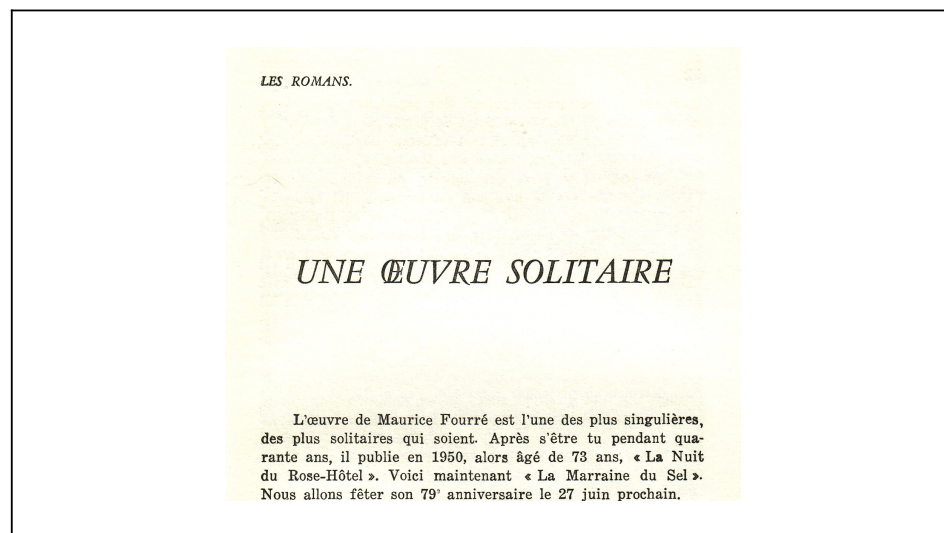 LES ROMANS.
UNE ŒUVRE SOLITAIRE
L'œuvre de Maurice Fourré est l'une des plus singulières,
des plus solitaires qui soient. Après s'être tu pendant qua-
rante ans, il publie en 1950, alors âgé de 73 ans, « La Nuit
du Rose-Hôtel ». Voici maintenant « La Marraine du Sel ».
Nous allons fêter son 79e anniversaire le 27 juin prochain.